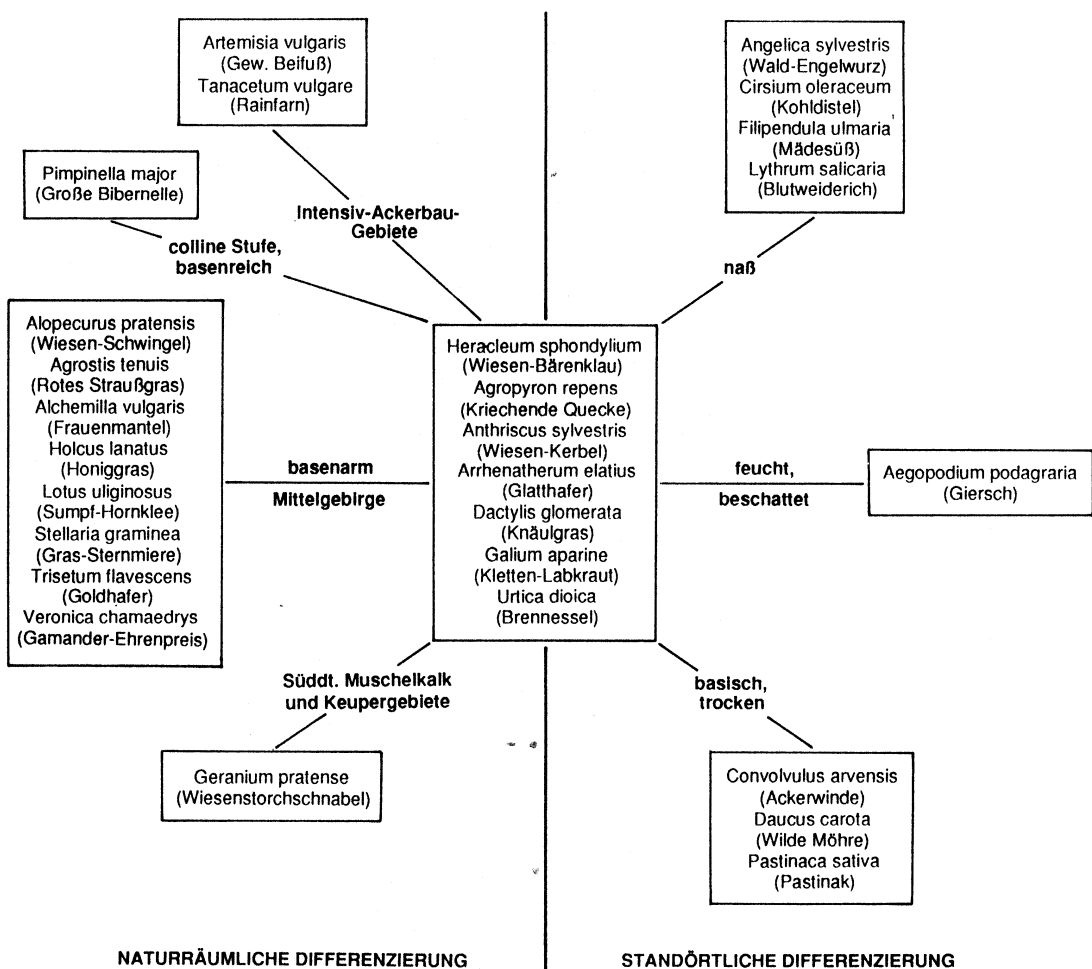 Artemisia vulgaris
(Gew. Beifuß)
Tanacetum vulgare
(Rainfarn)
Pimpinella major
(Große Bibernelle)
Intensiv-Ackerbau-
Gebiete
colline Stufe,
basenreich
Alopecurus pratensis
(Wiesen-Schwingel)
Agrostis tenuis
(Rotes Straußgras)
Alchemilla vulgaris
(Frauenmantel)
Holcus lanatus
(Honiggras)
Lotus uliginosus
(Sumpf-Hornklee)
Stellaria graminea
(Gras-Sternmiere)
Trisetum flavescens
(Goldhafer)
Veronica chamaedrys
(Gamander-Ehrenpreis)
basenarm
Mittelgebirge
Süddt. Muschelkalk
und Keupergebiete
Geranium pratense
(Wiesenstorchschnabel)
Heracleum sphondylium
(Wiesen-Bärenklau)
Agropyron repens
(Kriechende Quecke)
Anthriscus sylvestris
(Wiesen-Kerbel)
Arrhenatherum elatius
(Glatthafer)
Dactylis glomerata
(Knäulgras)
Galium aparine
(Kletten-Labkraut)
Urtica dioica
(Brennessel)
Angelica sylvestris
(Wald-Engelwurz)
Cirsium oleraceum
(Kohldistel)
Filipendula ulmaria
(Mädesüß)
Lythrum salicaria
(Blutweiderich)
naß
feucht,
beschattet
Aegopodium podagraria
(Giersch)
basisch,
trocken
Convolvulus arvensis
(Ackerwinde)
Daucus carota
(Wilde Möhre)
Pastinaca sativa
(Pastinak)
NATURRÄUMLICHE DIFFERENZIERUNG
STANDÖRTLICHE DIFFERENZIERUNG